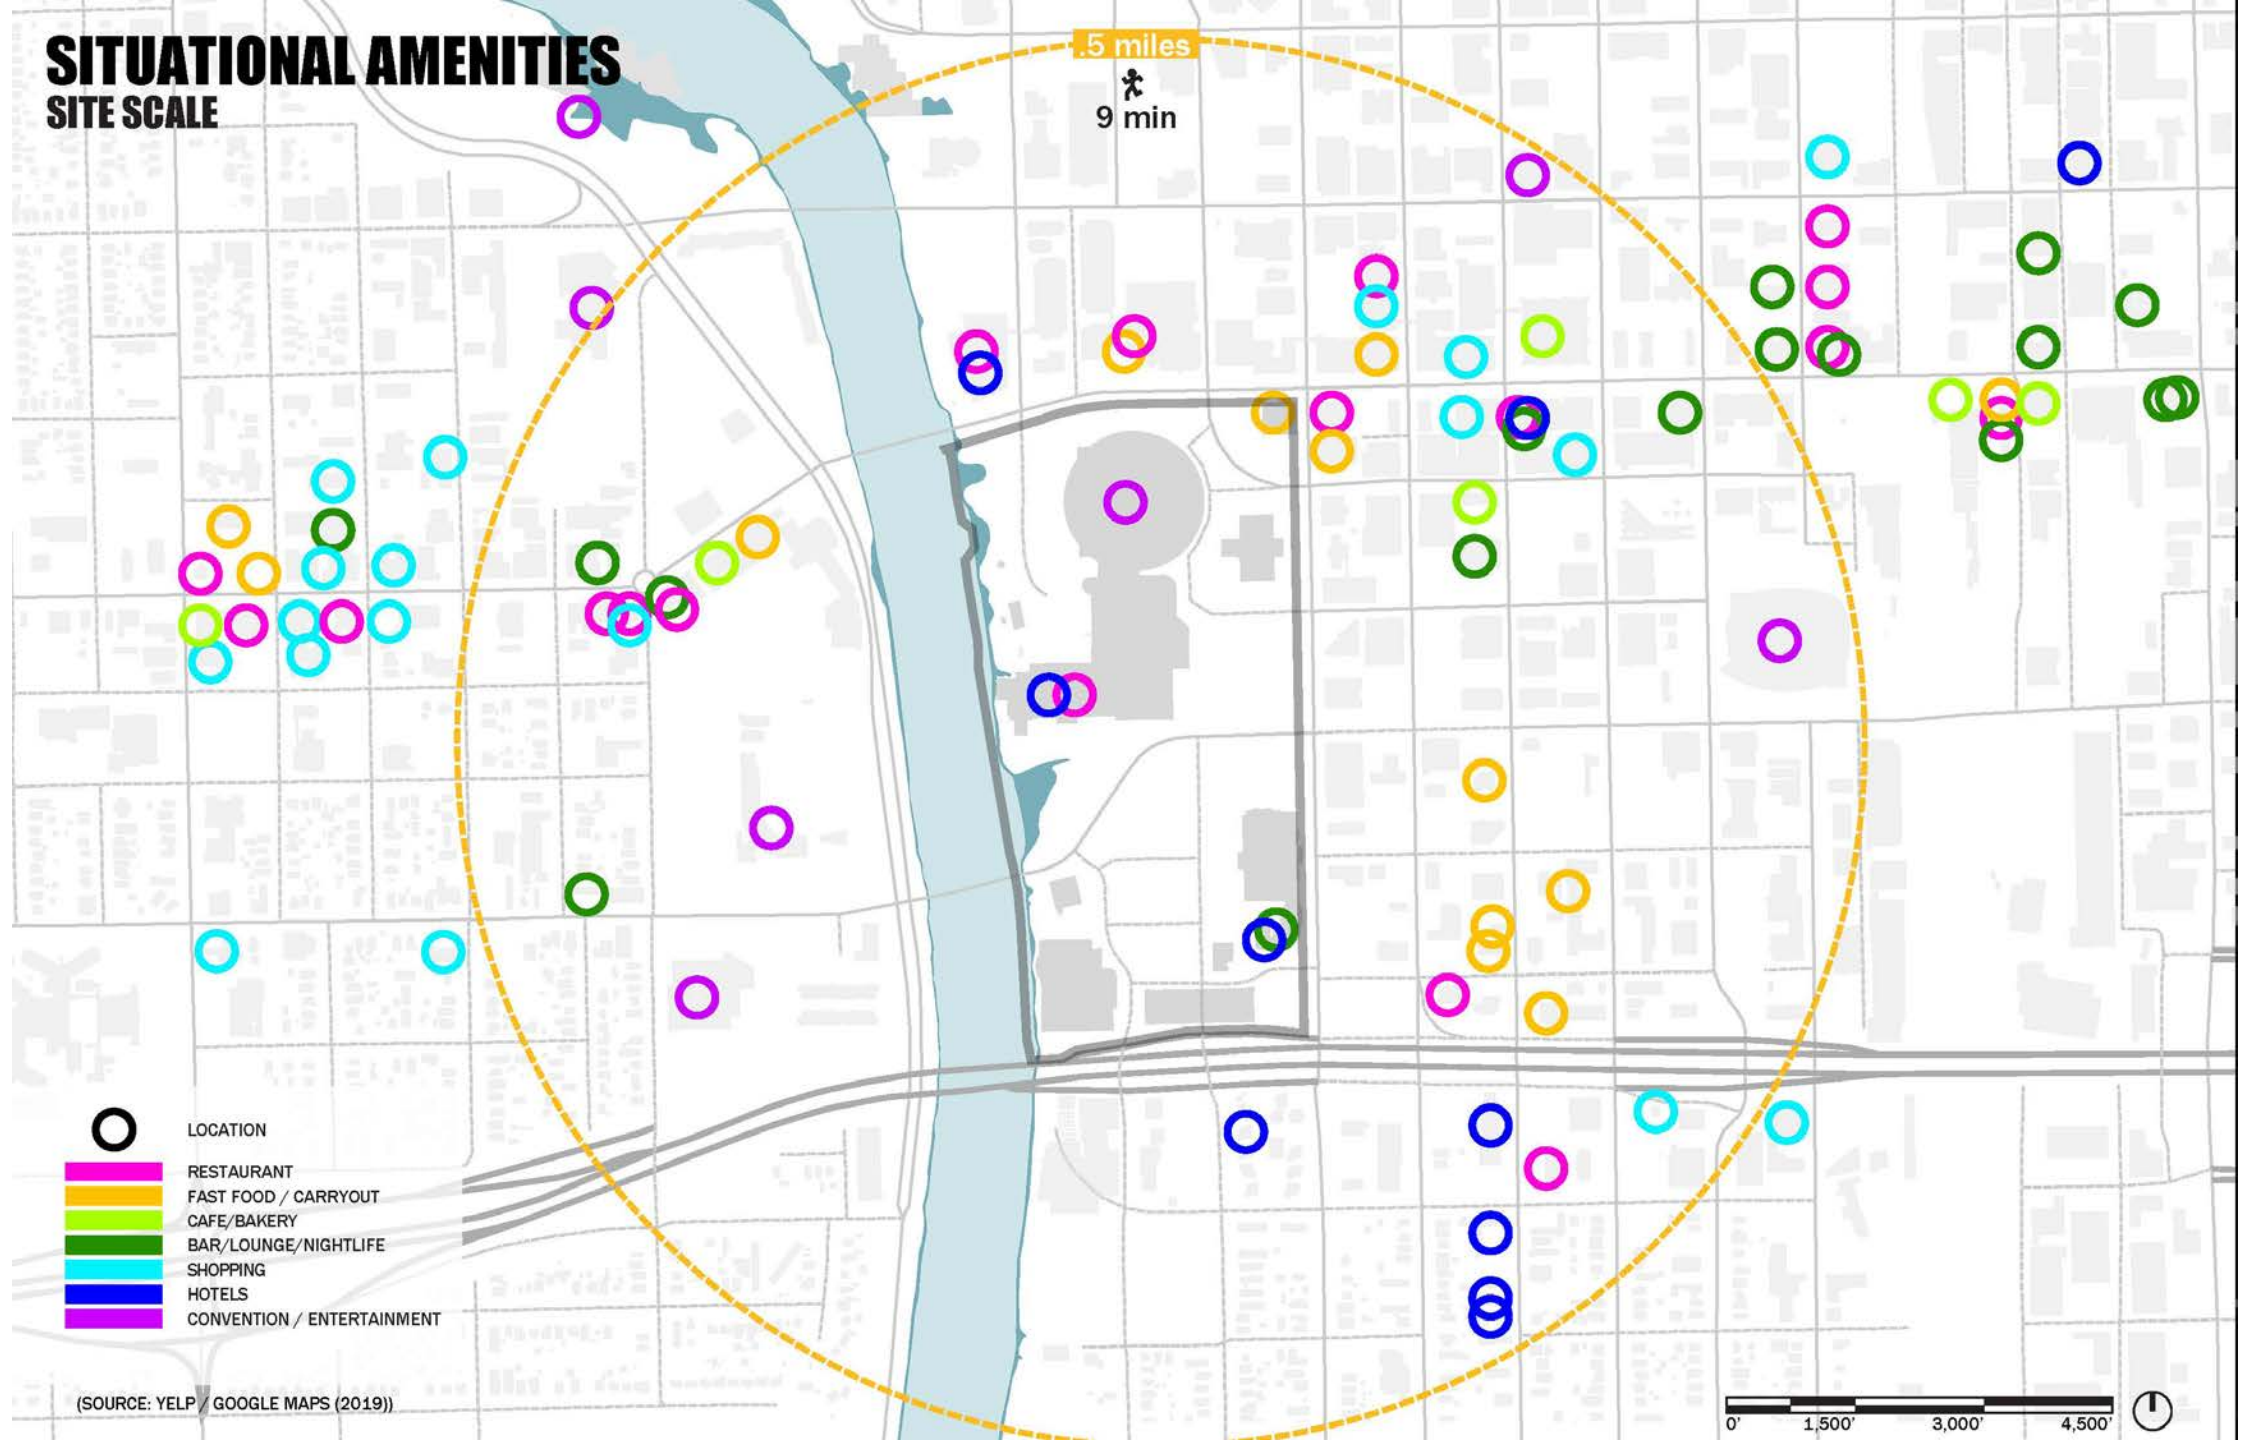 SITUATIONAL AMENITIES
SITE SCALE
.5 miles
9 min
LOCATION
RESTAURANT
FAST FOOD / CARRYOUT
CAFE/BAKERY
BAR/LOUNGE/NIGHTLIFE
SHOPPING
HOTELS
CONVENTION / ENTERTAINMENT
(SOURCE: YELP / GOOGLE MAPS (2019))
0' 1,500' 3,000' 4,500'